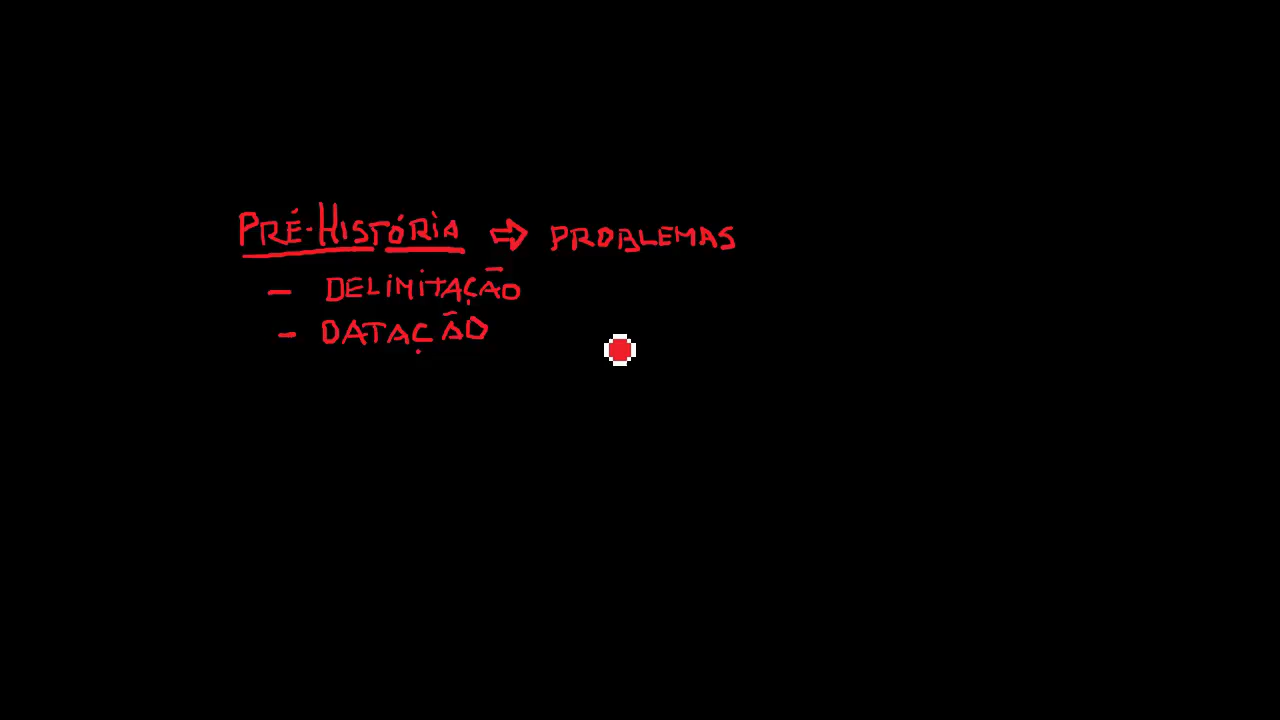 PRÉ-HISTÓRIA ⇨ PROBLEMAS
- DELIMITAÇÃO
- DATAÇÃO